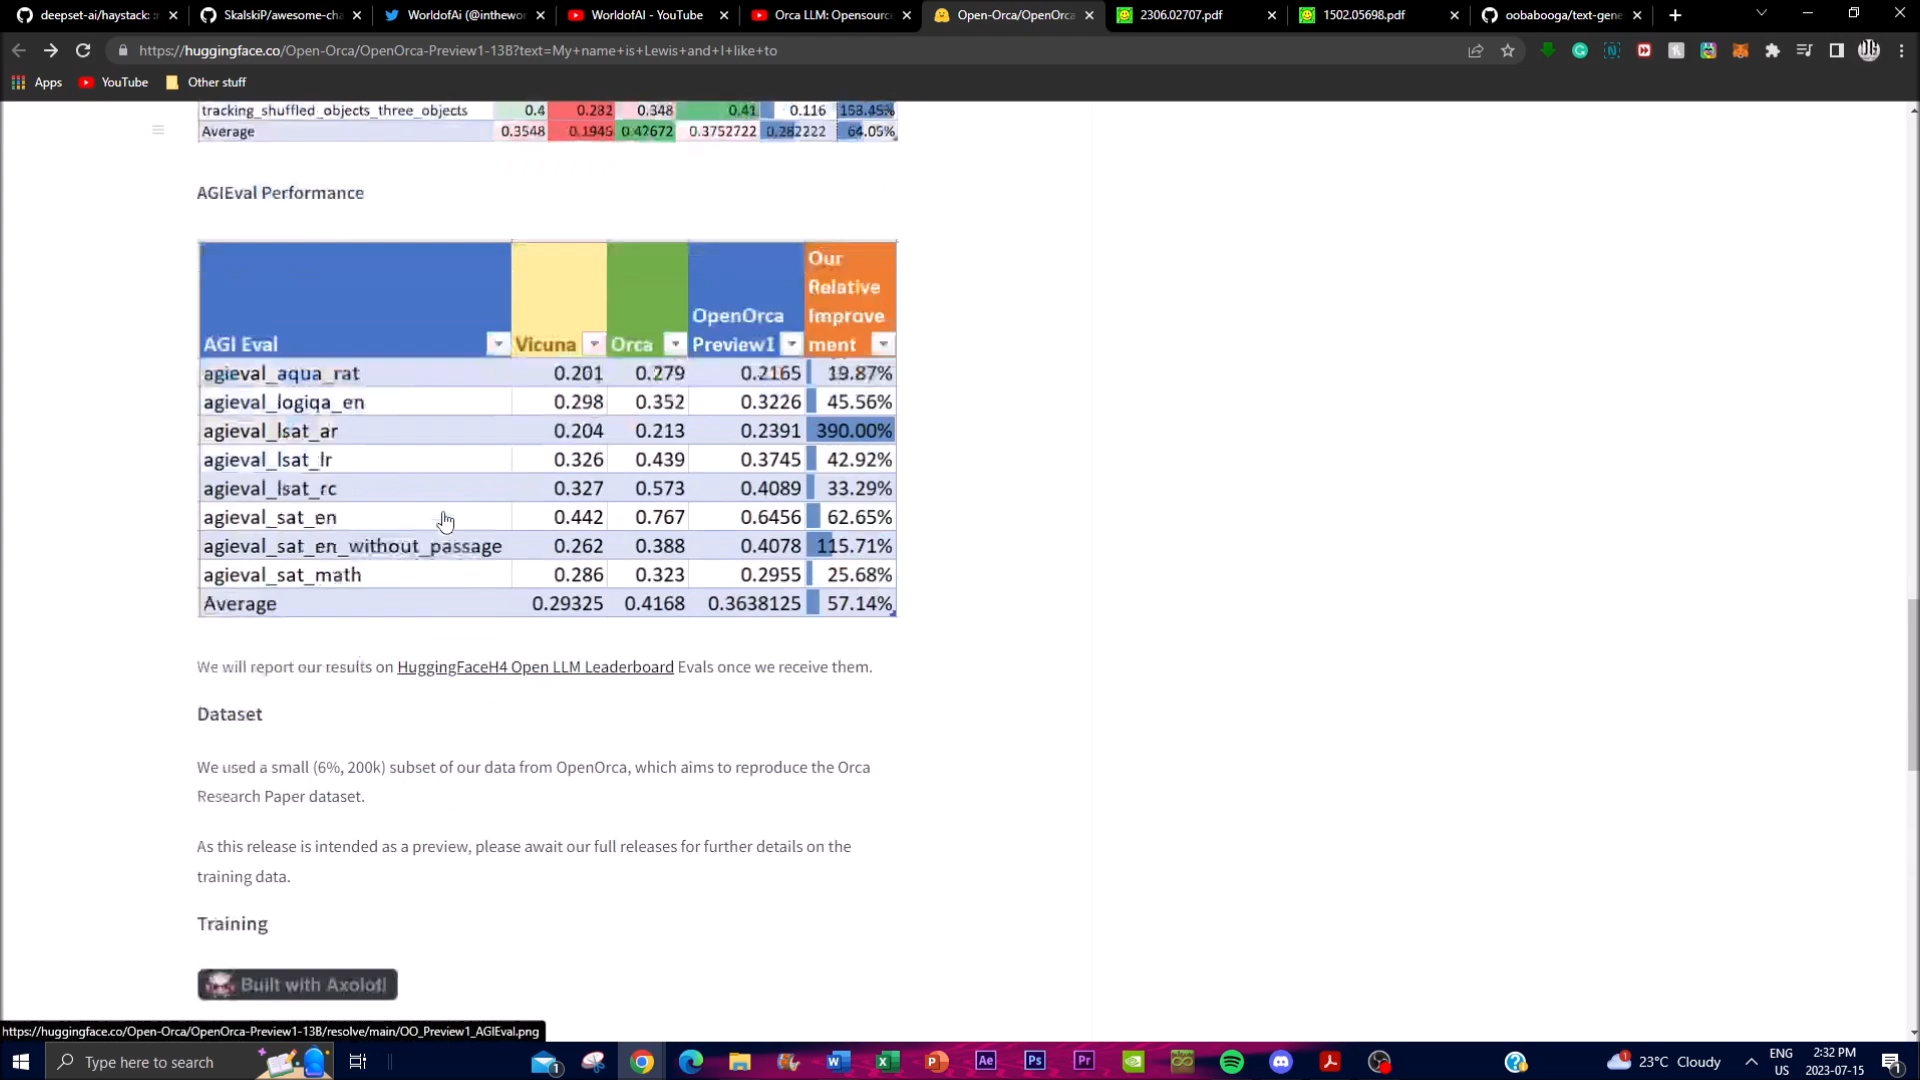 deepset-ai/haystack: :
SkalskiP/awesome-cha
WorldofAi (@inthewor
WorldofAI - YouTube
Orca LLM: Opensourc
Open-Orca/OpenOrca
2306.02707.pdf
1502.05698.pdf
oobabooga/text-gene
https://huggingface.co/Open-Orca/OpenOrca-Preview1-13B?text=My+name+is+Lewis+and+I+like+to
Apps YouTube Other stuff
tracking_shuffled_objects_three_objects 0.4 0.282 0.348 0.41 0.116 153.45%
Average 0.3548 0.1945 0.47672 0.3752722 0.282222 64.05%
AGIEval Performance
AGI Eval Vicuna Orca OpenOrca Preview1 Our Relative Improve ment
agieval_aqua_rat 0.201 0.279 0.2165 19.87%
agieval_logiqa_en 0.298 0.352 0.3226 45.56%
agieval_lsat_ar 0.204 0.213 0.2391 390.00%
agieval_lsat_lr 0.326 0.439 0.3745 42.92%
agieval_lsat_rc 0.327 0.573 0.4089 33.29%
agieval_sat_en 0.442 0.767 0.6456 62.65%
agieval_sat_en_without_passage 0.262 0.388 0.4078 115.71%
agieval_sat_math 0.286 0.323 0.2955 25.68%
Average 0.29325 0.4168 0.3638125 57.14%
We will report our results on HuggingFaceH4 Open LLM Leaderboard Evals once we receive them.
Dataset
We used a small (6%, 200k) subset of our data from OpenOrca, which aims to reproduce the Orca
Research Paper dataset.
As this release is intended as a preview, please await our full releases for further details on the
training data.
Training
Built with Axolotl
https://huggingface.co/Open-Orca/OpenOrca-Preview1-13B/resolve/main/OO_Preview1_AGIEval.png
Type here to search
23°C Cloudy
ENG
US
2:32 PM
2023-07-15